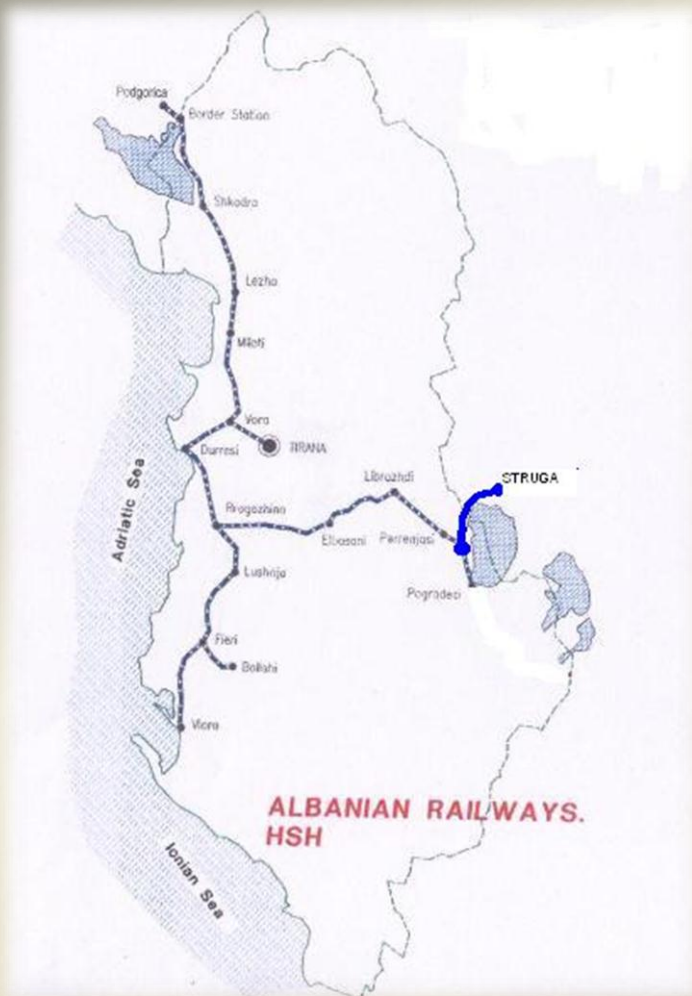 Podgorica
Border Station
Shkodra
Lezha
Miloti
Vora
TIRANA
Durresi
STRUGA
Librazhdi
Rrogozhina
Elbasani
Perrenjasi
Adriatic Sea
Lushnja
Pogradeci
Fieri
Ballshi
Vlora
ALBANIAN RAILWAYS.
HSH
Ionian Sea